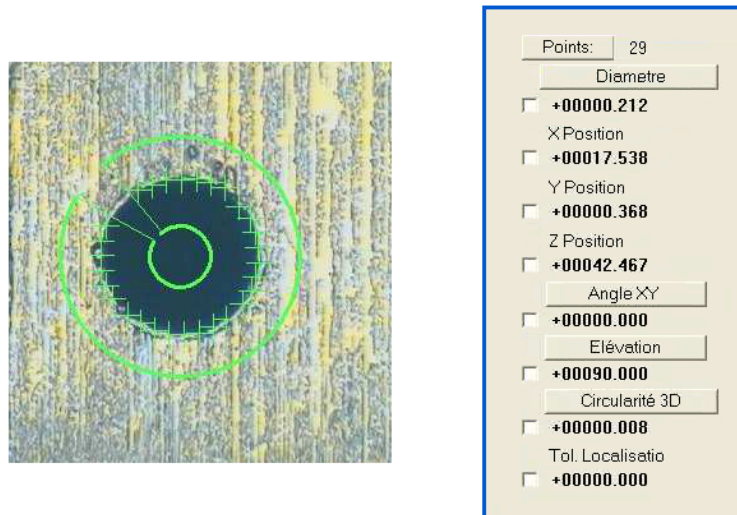 Points: 29
Diametre
+00000.212
X Position
+00017.538
Y Position
+00000.368
Z Position
+00042.467
Angle XY
+00000.000
Elévation
+00090.000
Circularité 3D
+00000.008
Tol. Localisatio
+00000.000